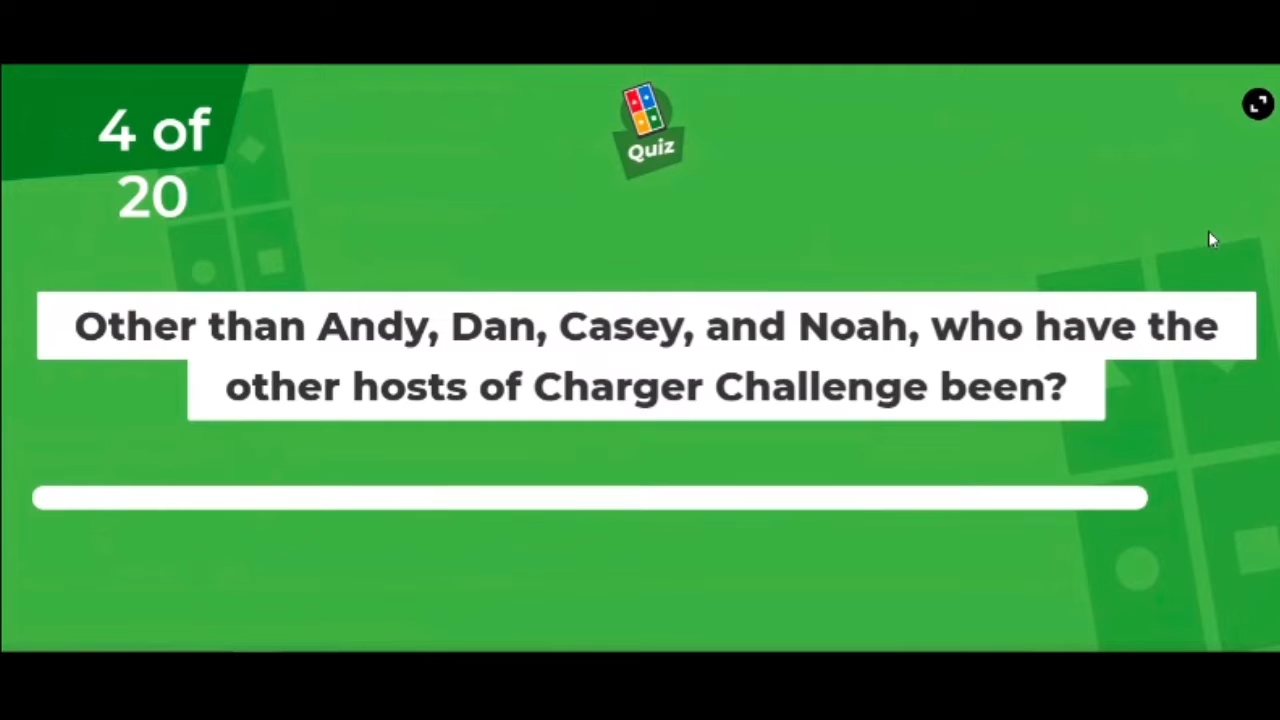 4 of
20
Quiz
Other than Andy, Dan, Casey, and Noah, who have the
other hosts of Charger Challenge been?